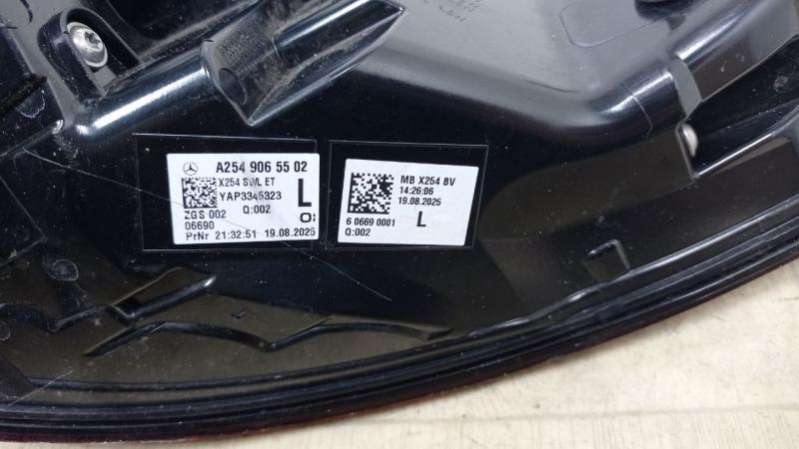 A254 906 55 02
X254 SWL ET
YAP3345323
L
ZGS 002 Q:002
06690 O:
PrNr 21:32:51 19.08.2025
MB X254 BV
14:26:06
19.08.2025
6 06690 0001 L
Q:002